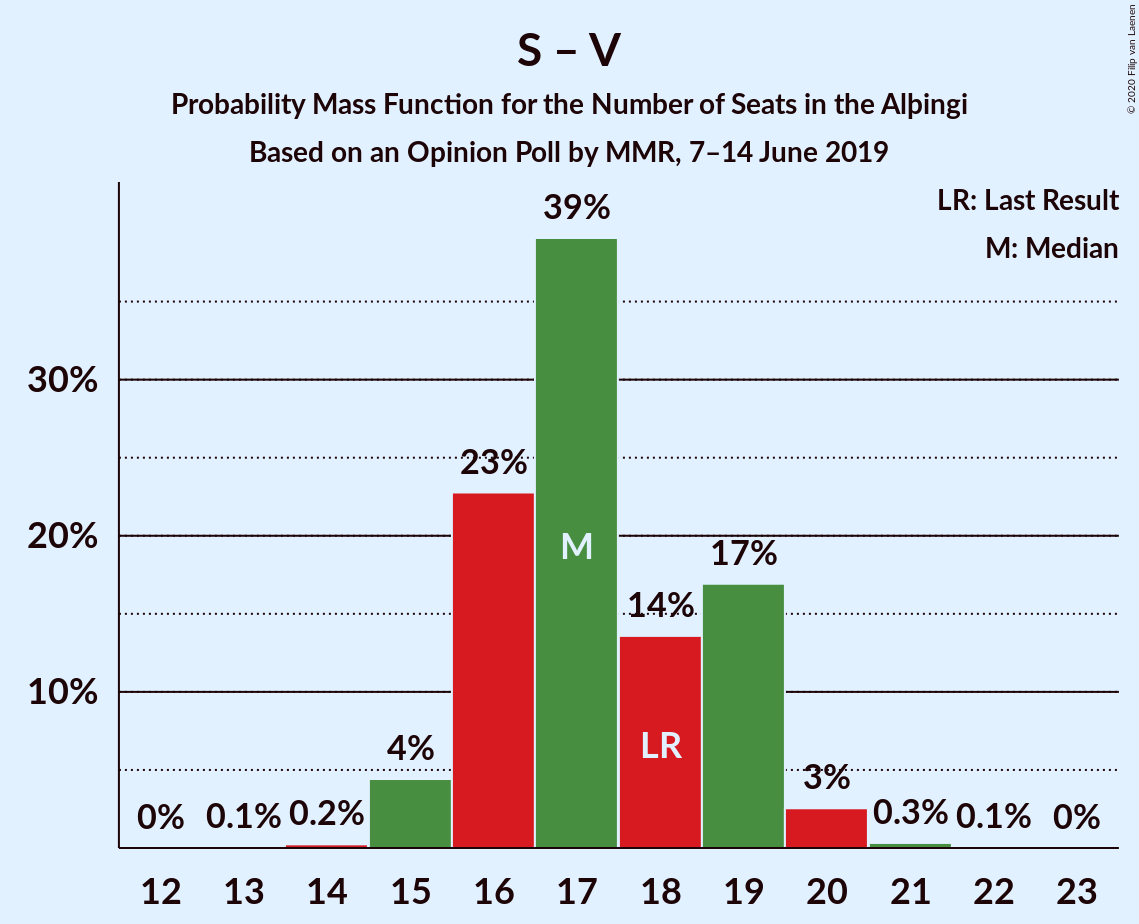 S – V
Probability Mass Function for the Number of Seats in the Alþingi
Based on an Opinion Poll by MMR, 7–14 June 2019
© 2020 Filip van Laenen
LR: Last Result
M: Median
39%
30%
23%
20%
M
17%
14%
10%
LR
4%
3%
0% 0.1% 0.2% 0.3% 0.1% 0%
12 13 14 15 16 17 18 19 20 21 22 23